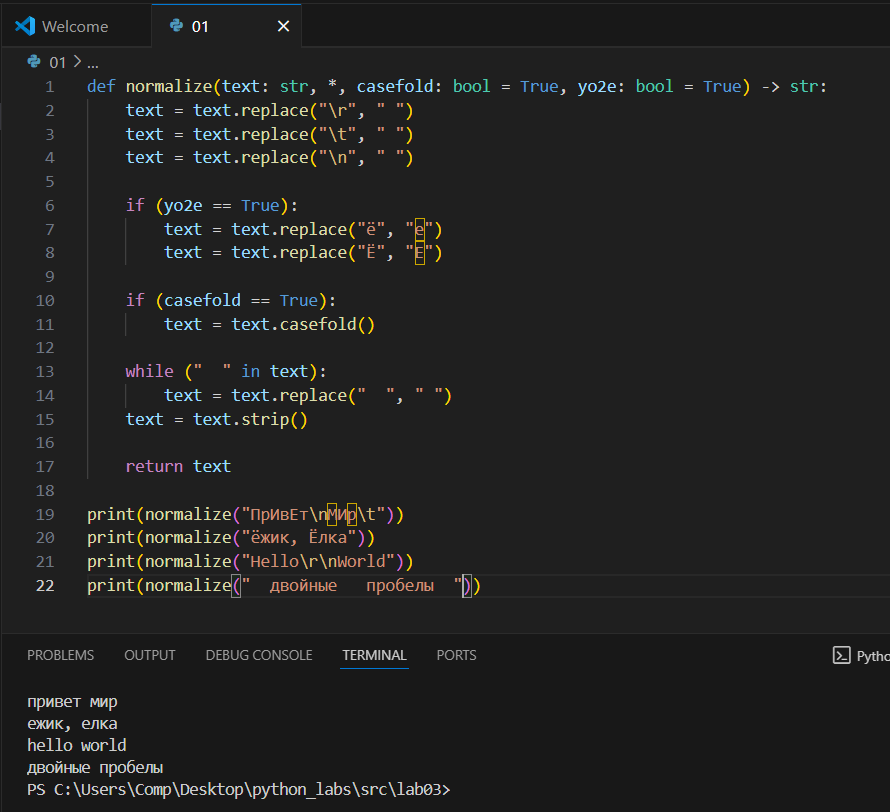 Welcome
01
01 > ...
1 def normalize(text: str, *, casefold: bool = True, yo2e: bool = True) -> str:
2     text = text.replace("\r", " ")
3     text = text.replace("\t", " ")
4     text = text.replace("\n", " ")
5
6     if (yo2e == True):
7         text = text.replace("ё", "е")
8         text = text.replace("Ё", "Е")
9
10     if (casefold == True):
11         text = text.casefold()
12
13     while ("  " in text):
14         text = text.replace("  ", " ")
15     text = text.strip()
16
17     return text
18
19 print(normalize("ПрИвЕт\nМИр\t"))
20 print(normalize("ёжик, Ёлка"))
21 print(normalize("Hello\r\nWorld"))
22 print(normalize("  двойные   пробелы  "))
PROBLEMS OUTPUT DEBUG CONSOLE TERMINAL PORTS Pytho
привет мир
ежик, елка
hello world
двойные пробелы
PS C:\Users\Comp\Desktop\python_labs\src\lab03>